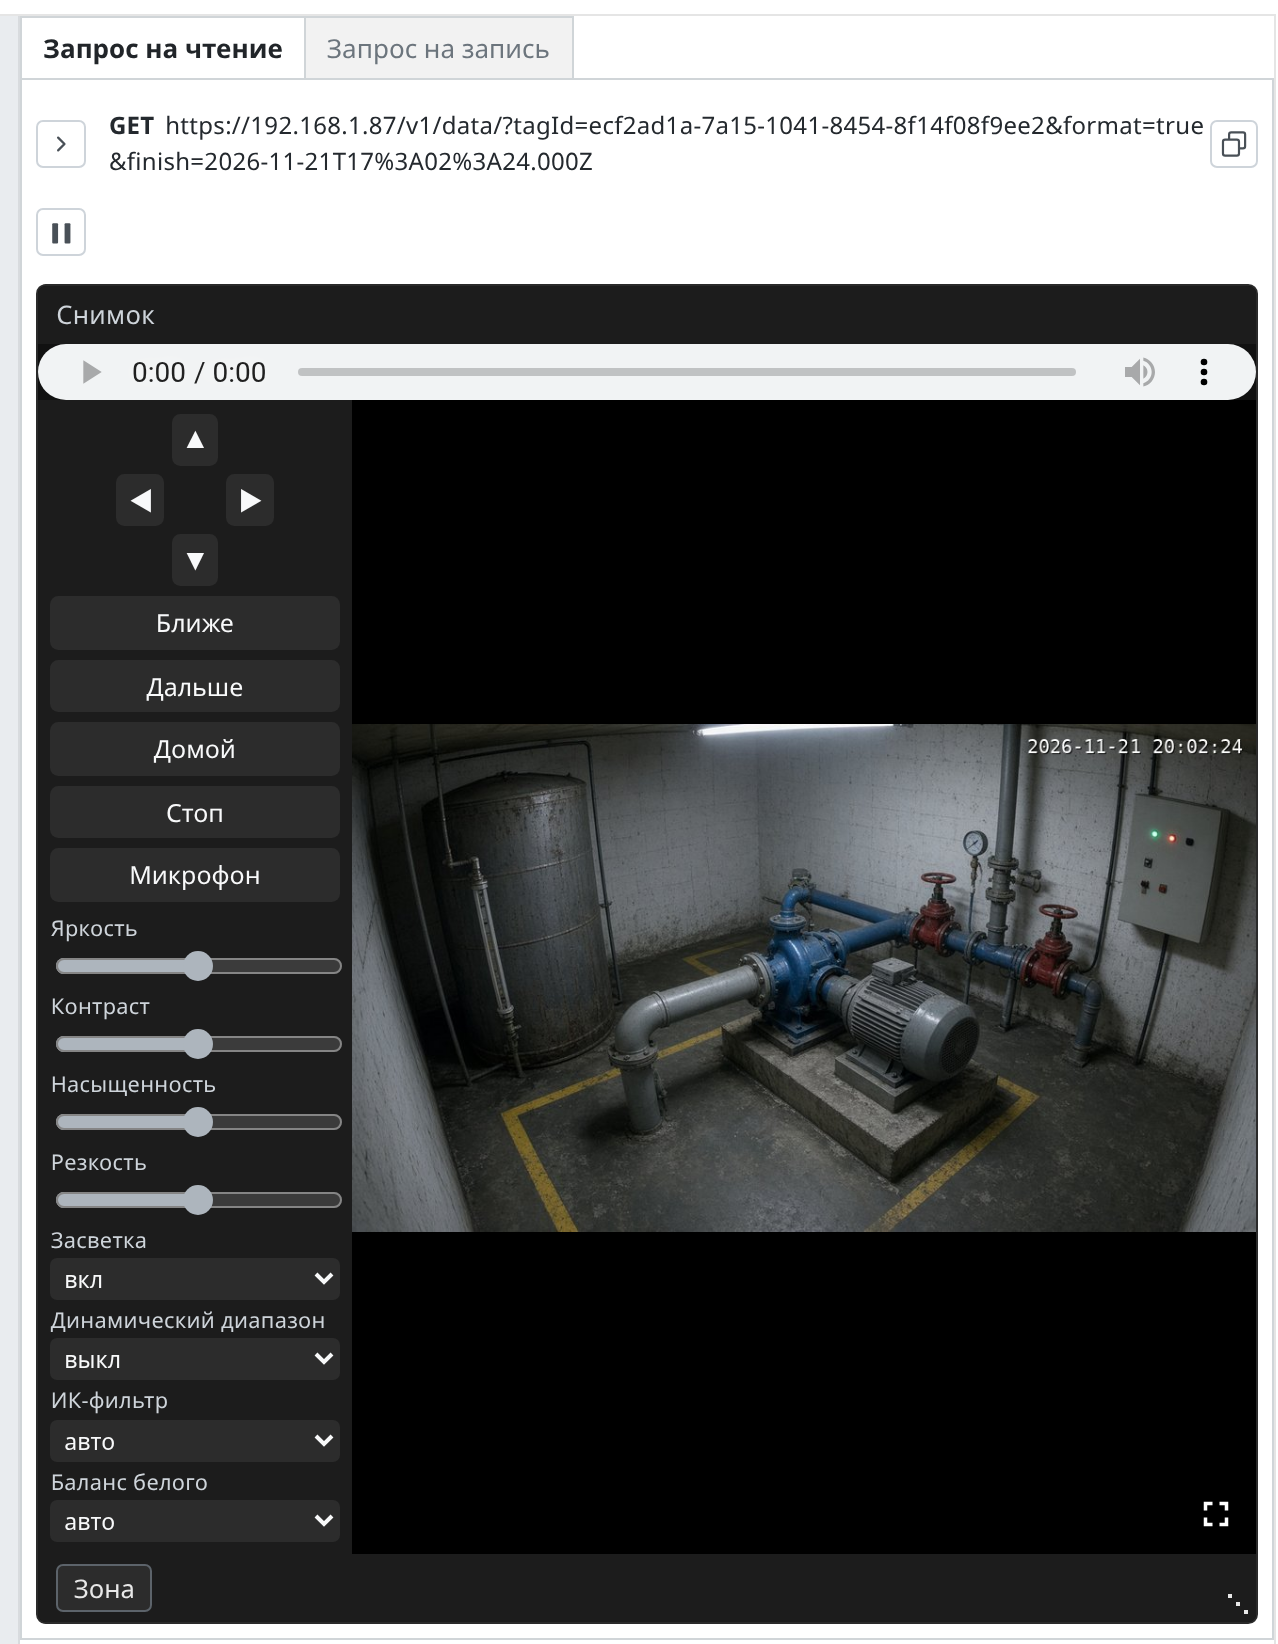 Запрос на чтение
Запрос на запись
GET https://192.168.1.87/v1/data/?tagId=ecf2ad1a-7a15-1041-8454-8f14f08f9ee2&format=true
&finish=2026-11-21T17%3A02%3A24.000Z
Снимок
0:00 / 0:00
Ближе
Дальше
Домой
Стоп
Микрофон
Яркость
Контраст
Насыщенность
Резкость
Засветка
вкл
Динамический диапазон
выкл
ИК-фильтр
авто
Баланс белого
авто
2026-11-21 20:02:24
Зона